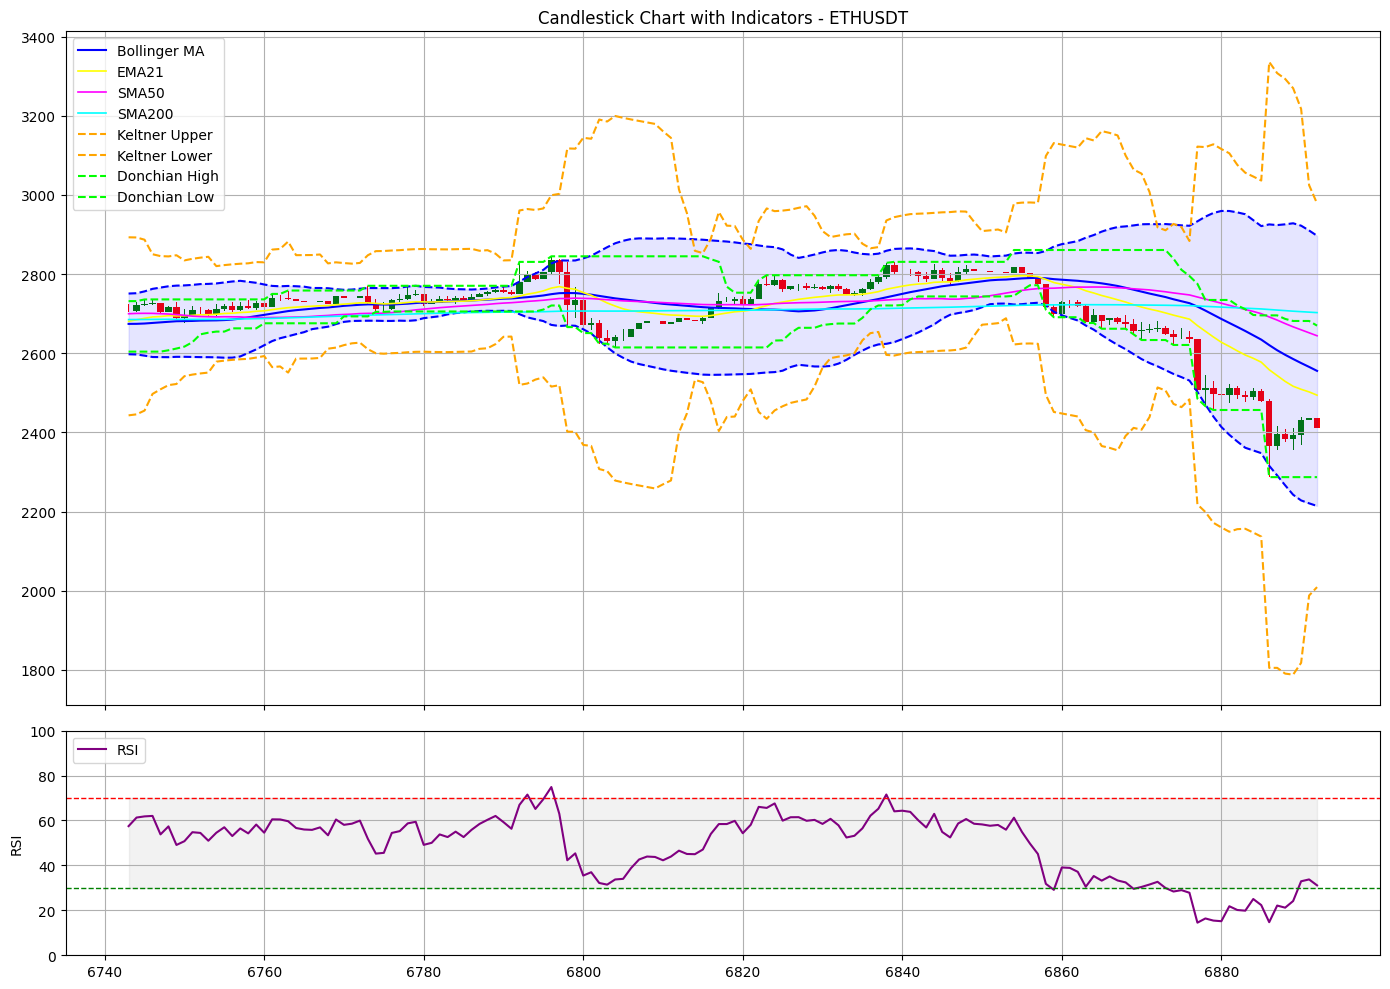 Candlestick Chart with Indicators - ETHUSDT
3400
3200
3000
2800
2600
2400
2200
2000
1800
Bollinger MA
EMA21
SMA50
SMA200
Keltner Upper
Keltner Lower
Donchian High
Donchian Low
100
80
60
40
20
0
RSI
RSI
6740 6760 6780 6800 6820 6840 6860 6880